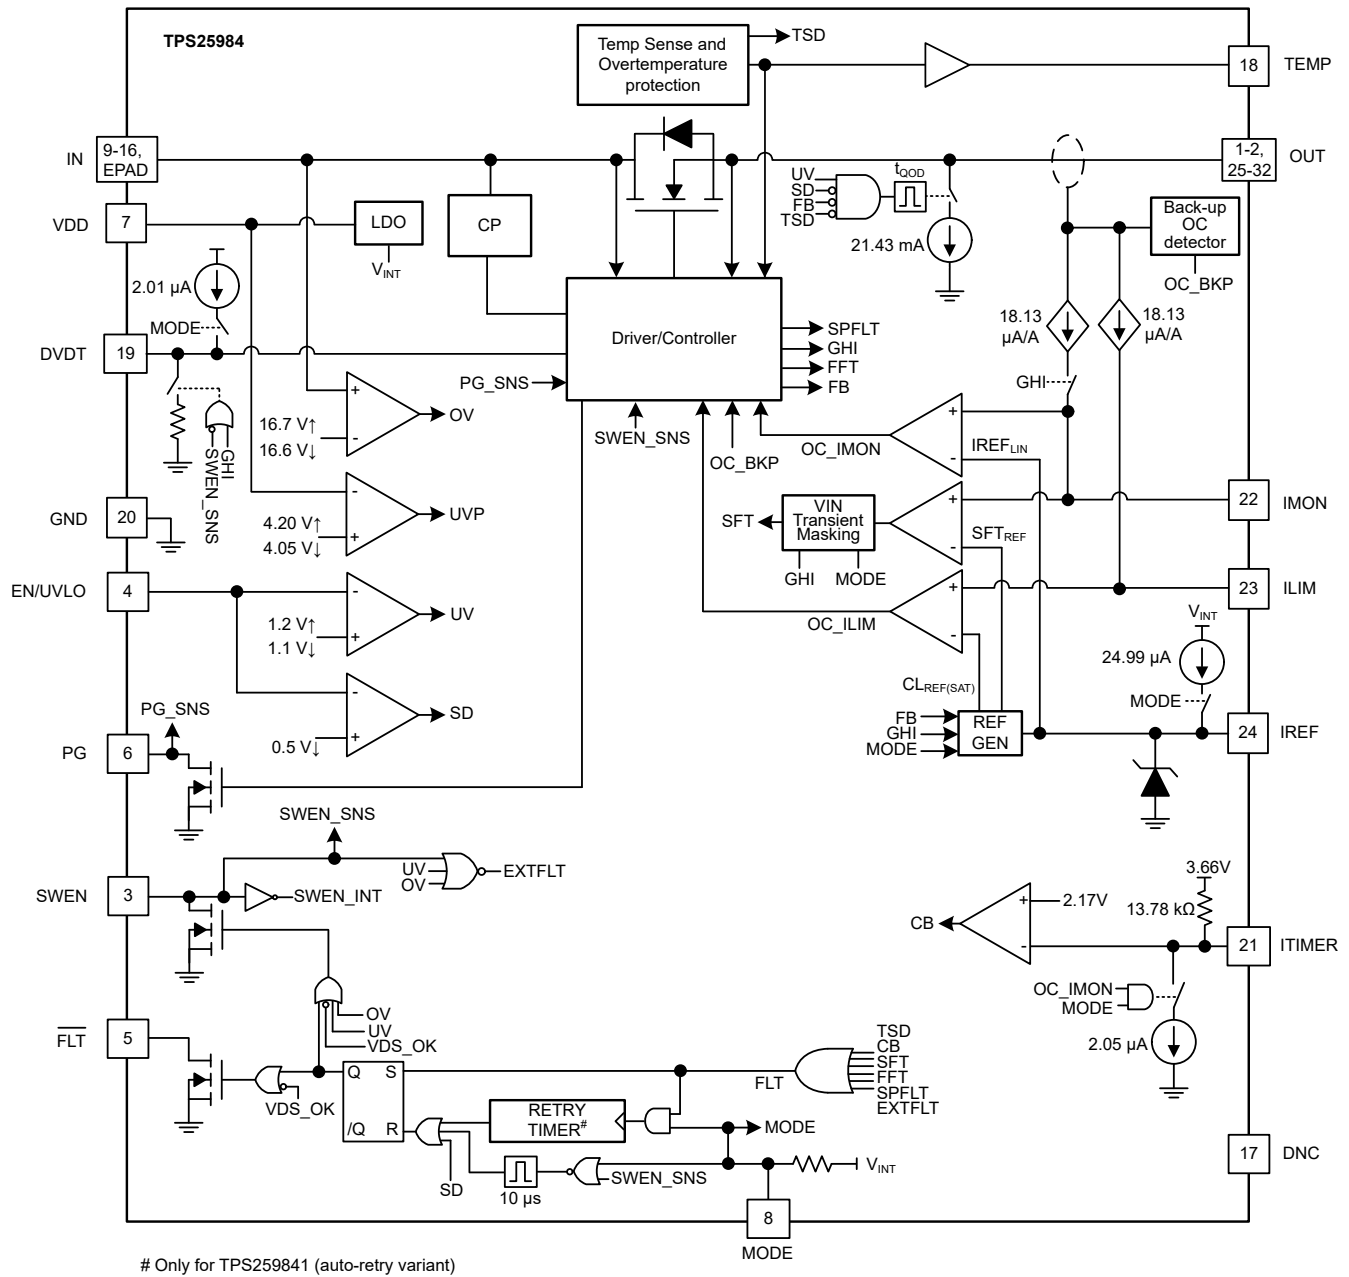 TPS25984
Temp Sense and
Overtemperature
protection
TSD
18
TEMP
IN
9-16,
EPAD
1-2,
25-32
OUT
VDD
7
LDO
V_INT
CP
UV
SD
FB
TSD
t_QOD
21.43 mA
Back-up
OC
detector
OC_BKP
2.01 µA
MODE
DVDT
19
Driver/Controller
SPFLT
GHI
FFT
FB
18.13
µA/A
18.13
µA/A
GHI
PG_SNS
SWEN_SNS
OC_BKP
OC_IMON
IREF_LIN
16.7 V↑
16.6 V↓
+
-
OV
GHI
SWEN_SNS
GND
20
4.20 V↑
4.05 V↓
-
+
UVP
+
-
SFT
VIN
Transient
Masking
GHI
MODE
+
-
SFT_REF
22
IMON
EN/UVLO
4
1.2 V↑
1.1 V↓
-
+
UV
OC_ILIM
+
-
23
ILIM
V_INT
24.99 µA
MODE
CL_REF(SAT)
0.5 V↓
-
+
SD
PG_SNS
PG
6
FB
GHI
MODE
REF
GEN
24
IREF
SWEN_SNS
UV
OV
EXTFLT
SWEN
3
SWEN_INT
3.66V
13.78 kΩ
CB
+
-
2.17V
21
ITIMER
OC_IMON
MODE
2.05 µA
OV
UV
VDS_OK
FLT
5
VDS_OK
Q
S
/Q
R
FLT
TSD
CB
SFT
FFT
SPFLT
EXTFLT
RETRY
TIMER#
MODE
V_INT
SWEN_SNS
10 µs
SD
17
DNC
8
MODE
# Only for TPS259841 (auto-retry variant)